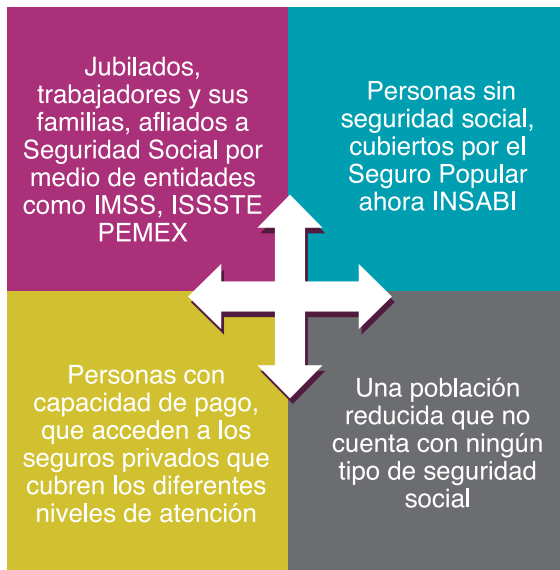 Jubilados,
trabajadores y sus
familias, afliados a
Seguridad Social por
medio de entidades
como IMSS, ISSSTE
PEMEX
Personas sin
seguridad social,
cubiertos por el
Seguro Popular
ahora INSABI
Personas con
capacidad de pago,
que acceden a los
seguros privados que
cubren los diferentes
niveles de atención
Una población
reducida que no
cuenta con ningún
tipo de seguridad
social